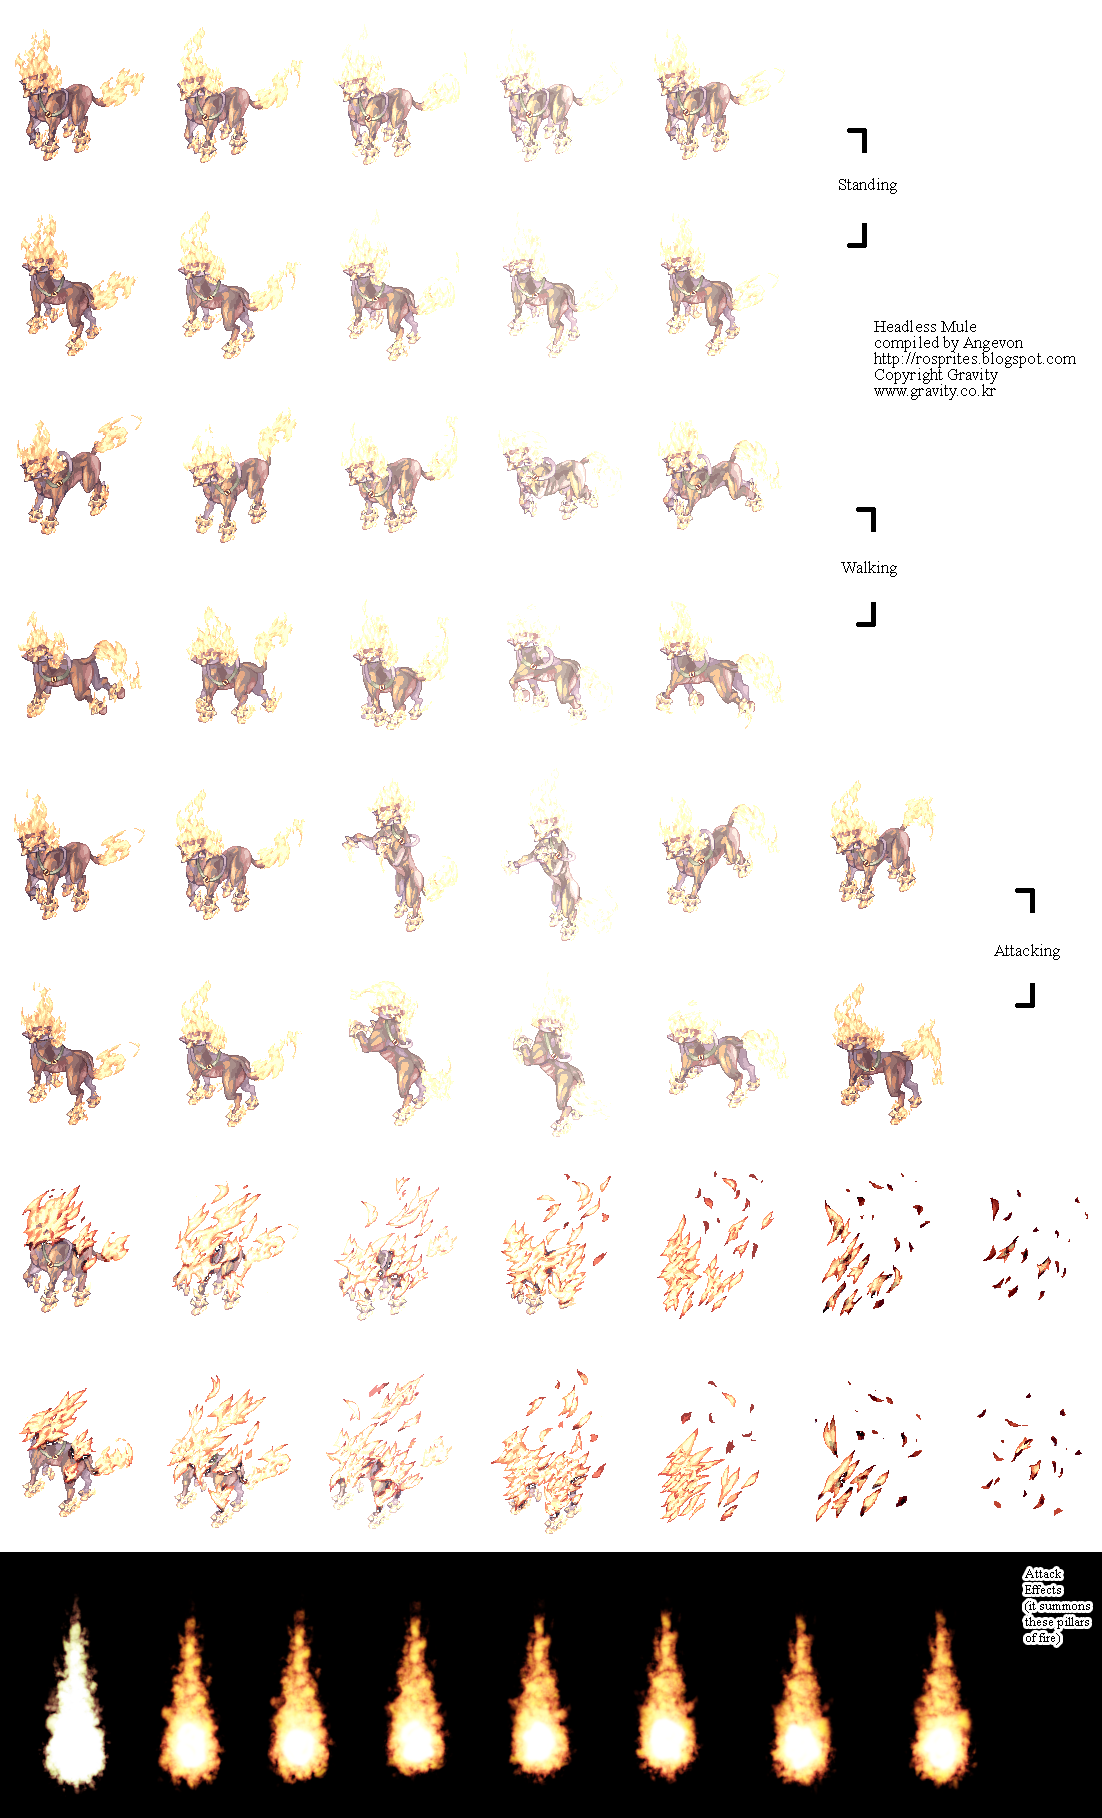 Standing
Headless Mule
compiled by Angevon
http://rosprites.blogspot.com
Copyright Gravity
www.gravity.co.kr
Walking
Attacking
Attack
Effects
(it summons
these pillars
of fire)